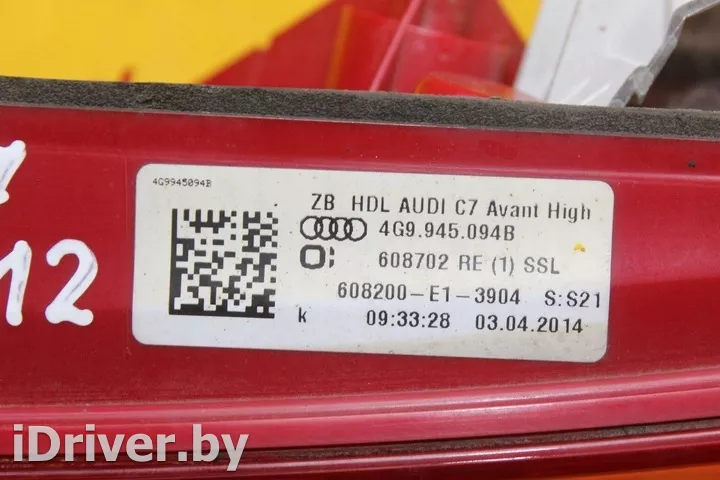 4G9945094B
ZB HDL AUDI C7 Avant High
4G9.945.094B
608702 RE (1) SSL
608200-E1-3904 S:S21
k 09:33:28 03.04.2014
12
iDriver.by